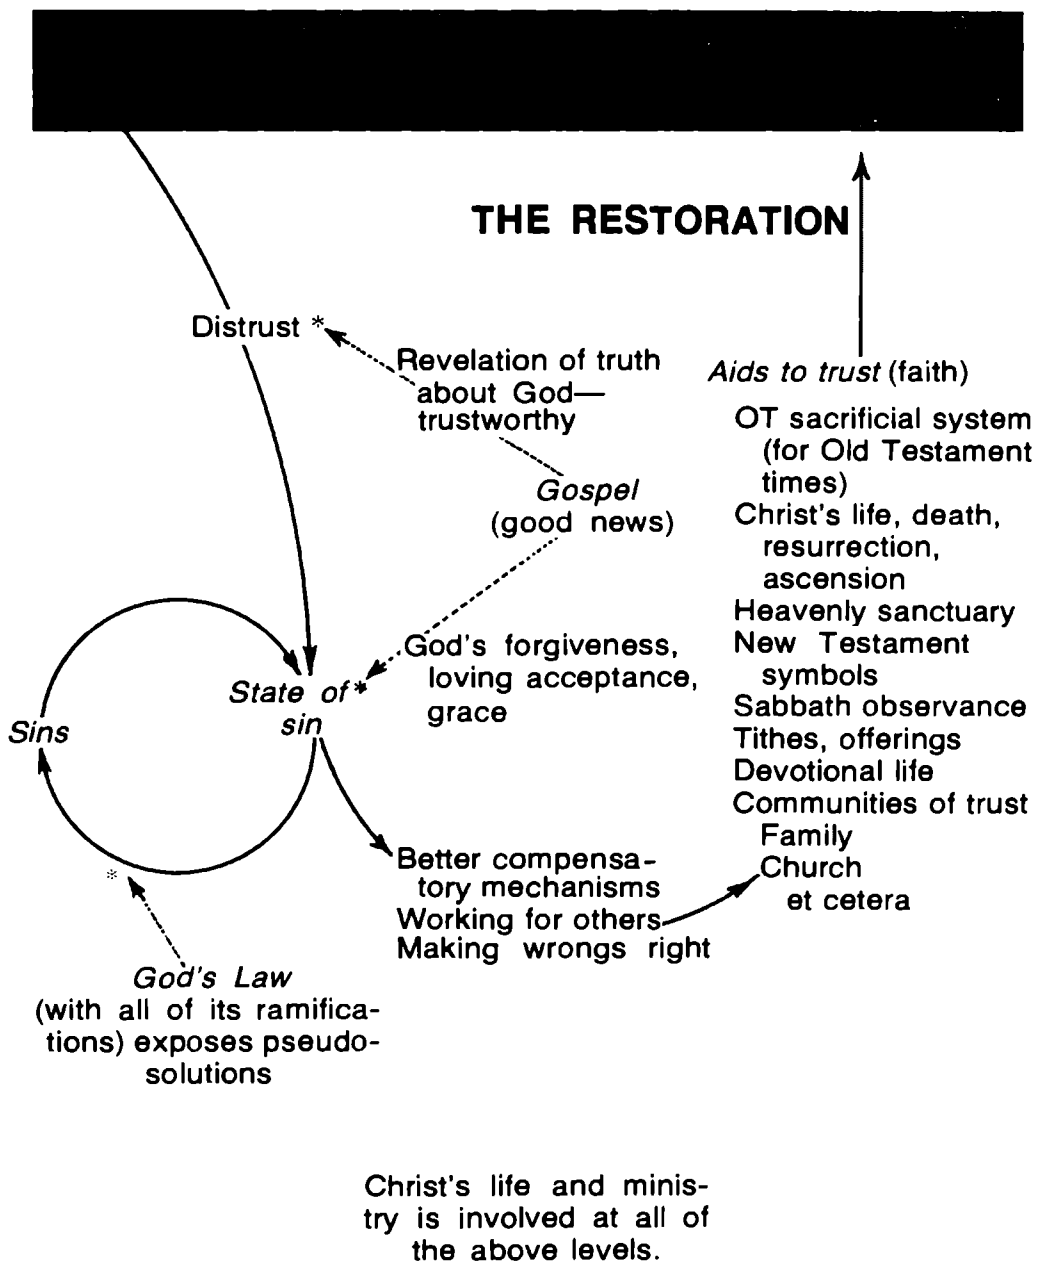 THE RESTORATION
Distrust *
Revelation of truth
about God—
trustworthy
Gospel
(good news)
God's forgiveness,
loving acceptance,
grace
State of *
sin
Sins
*
God's Law
(with all of its ramifica-
tions) exposes pseudo-
solutions
Better compensa-
tory mechanisms
Working for others
Making wrongs right
Aids to trust (faith)
OT sacrificial system
(for Old Testament
times)
Christ's life, death,
resurrection,
ascension
Heavenly sanctuary
New Testament
symbols
Sabbath observance
Tithes, offerings
Devotional life
Communities of trust
Family
Church
et cetera
Christ's life and minis-
try is involved at all of
the above levels.